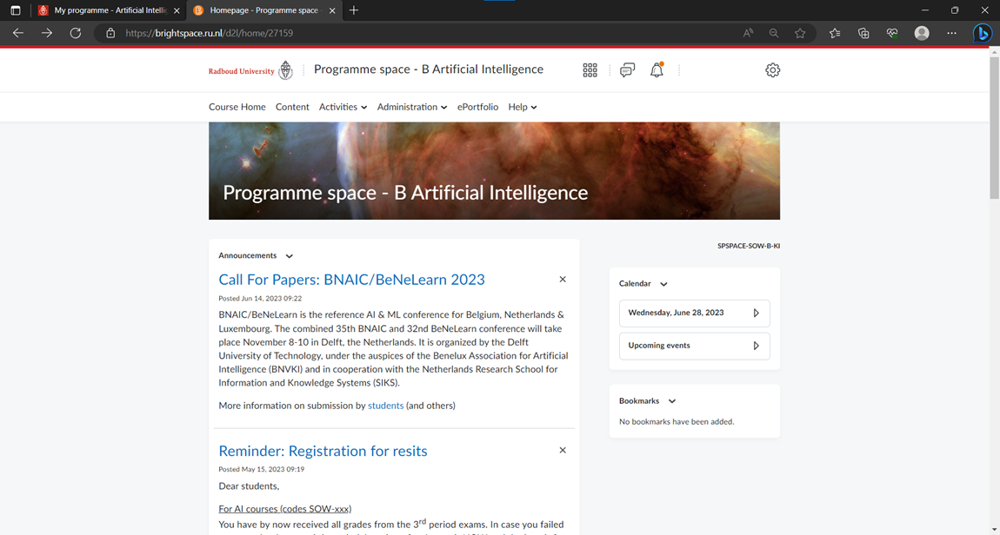 My programme - Artificial Intellig
Homepage - Programme space -
https://brightspace.ru.nl/d2l/home/27159
Radboud University
Programme space - B Artificial Intelligence
Course Home Content Activities Administration ePortfolio Help
Programme space - B Artificial Intelligence
SPSPACE-SOW-B-KI
Announcements
Call For Papers: BNAIC/BeNeLearn 2023
Posted Jun 14, 2023 09:22
BNAIC/BeNeLearn is the reference AI & ML conference for Belgium, Netherlands &
Luxembourg. The combined 35th BNAIC and 32nd BeNeLearn conference will take
place November 8-10 in Delft, the Netherlands. It is organized by the Delft
University of Technology, under the auspices of the Benelux Association for Artificial
Intelligence (BNVKI) and in cooperation with the Netherlands Research School for
Information and Knowledge Systems (SIKS).
More information on submission by students (and others)
Reminder: Registration for resits
Posted May 15, 2023 09:19
Dear students,
For AI courses (codes SOW-xxx)
You have by now received all grades from the 3rd period exams. In case you failed
Calendar
Wednesday, June 28, 2023
Upcoming events
Bookmarks
No bookmarks have been added.